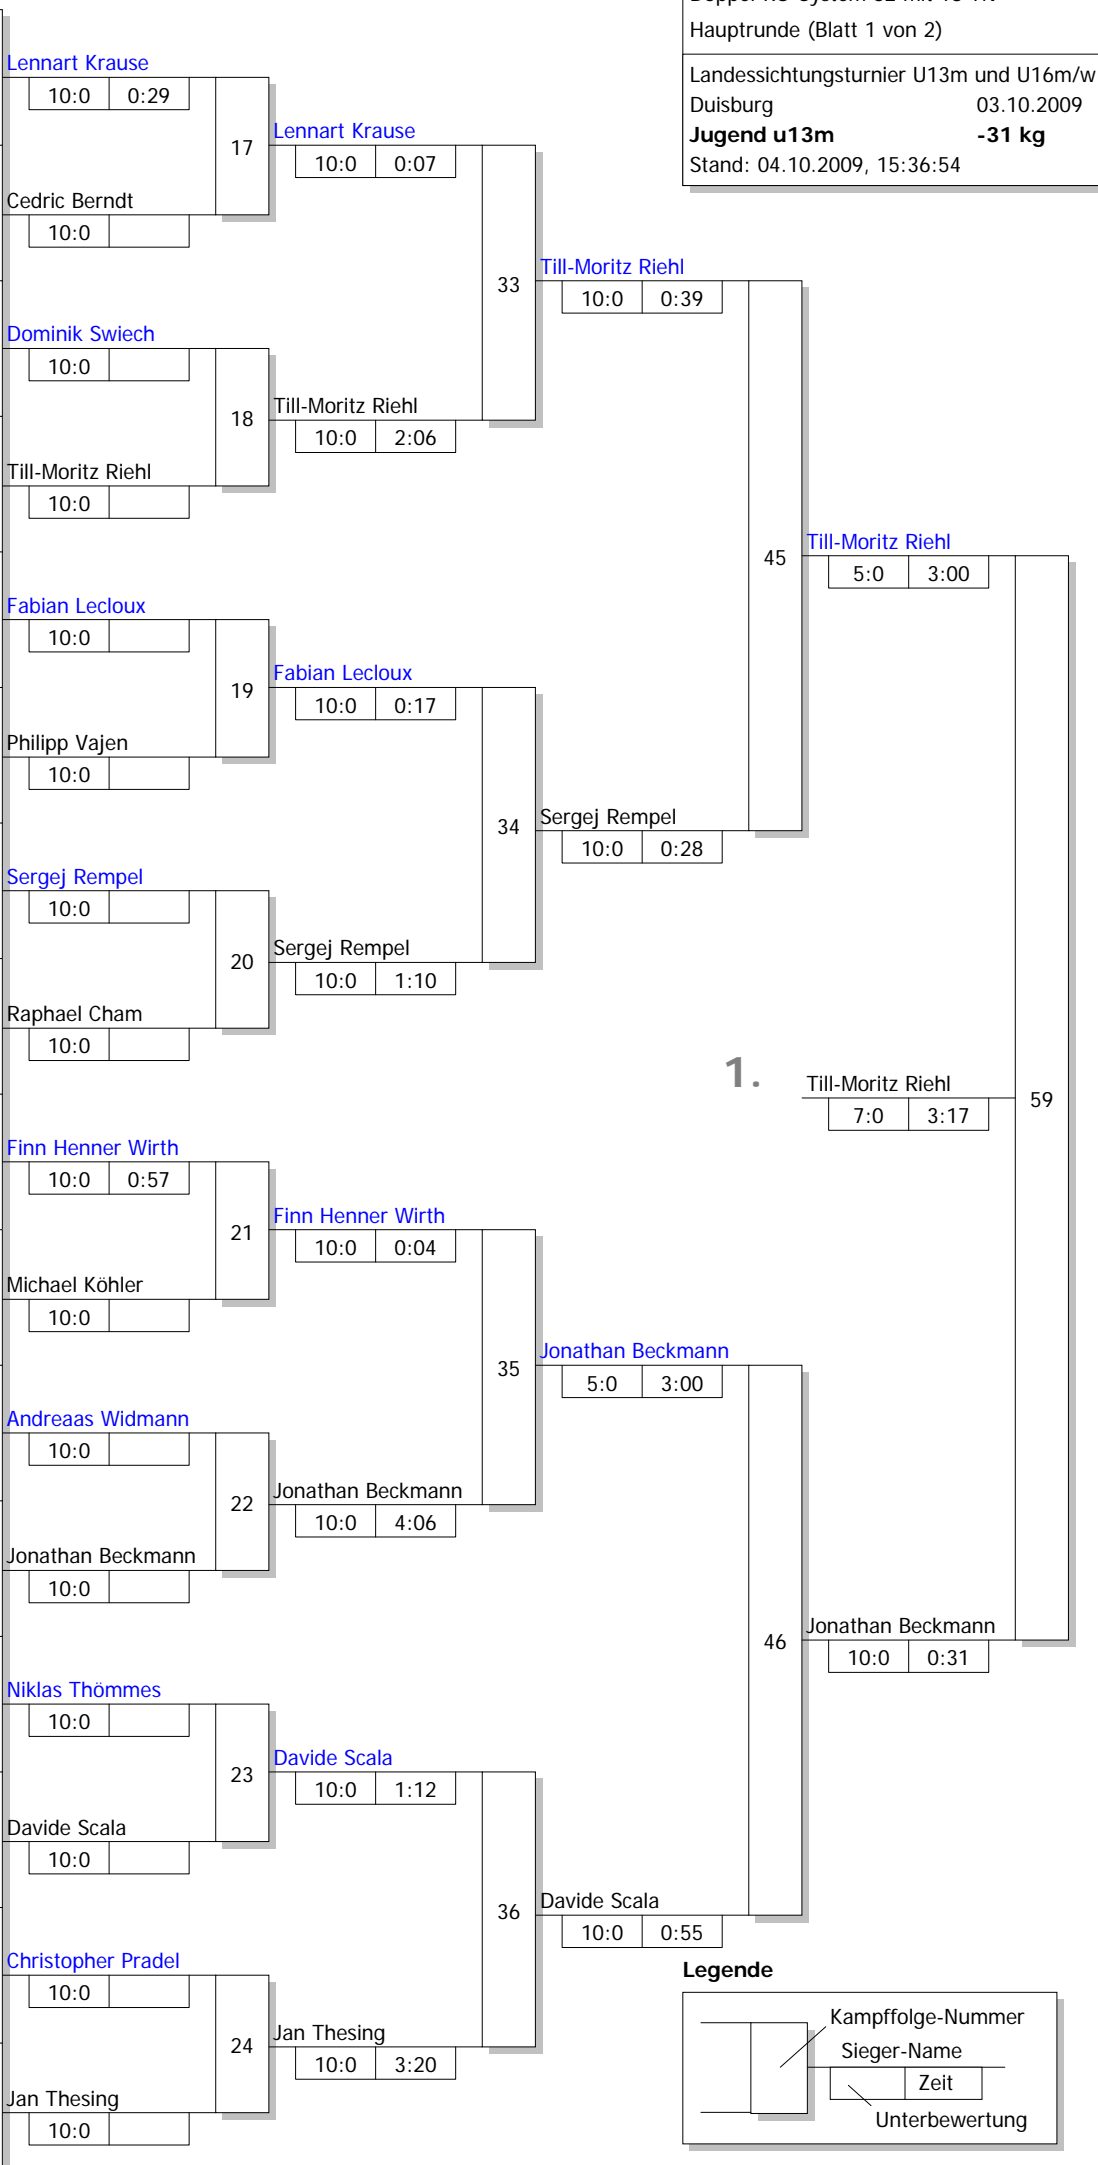 Hauptrunde (Blatt 1 von 2)
Landessichtungsturnier U13m und U16m/w
Duisburg 03.10.2009
Jugend u13m -31 kg
Stand: 04.10.2009, 15:36:54
Lennart Krause
10:0 0:29
17
Cedric Berndt
10:0
Lennart Krause
10:0 0:07
33
Dominik Swiech
10:0
18
Till-Moritz Riehl
10:0
Till-Moritz Riehl
10:0 2:06
Till-Moritz Riehl
10:0 0:39
45
Fabian Lecloux
10:0
19
Philipp Vajen
10:0
Fabian Lecloux
10:0 0:17
34
Sergej Rempel
10:0
20
Raphael Cham
10:0
Sergej Rempel
10:0 1:10
Sergej Rempel
10:0 0:28
Till-Moritz Riehl
5:0 3:00
1.
Till-Moritz Riehl
7:0 3:17
59
Finn Henner Wirth
10:0 0:57
21
Michael Köhler
10:0
Finn Henner Wirth
10:0 0:04
35
Andreaas Widmann
10:0
22
Jonathan Beckmann
10:0
Jonathan Beckmann
10:0 4:06
Jonathan Beckmann
5:0 3:00
46
Jonathan Beckmann
10:0 0:31
Niklas Thömmes
10:0
23
Davide Scala
10:0
Davide Scala
10:0 1:12
36
Christopher Pradel
10:0
24
Jan Thesing
10:0
Jan Thesing
10:0 3:20
Davide Scala
10:0 0:55
Legende
Kampffolge-Nummer
Sieger-Name
Zeit
Unterbewertung